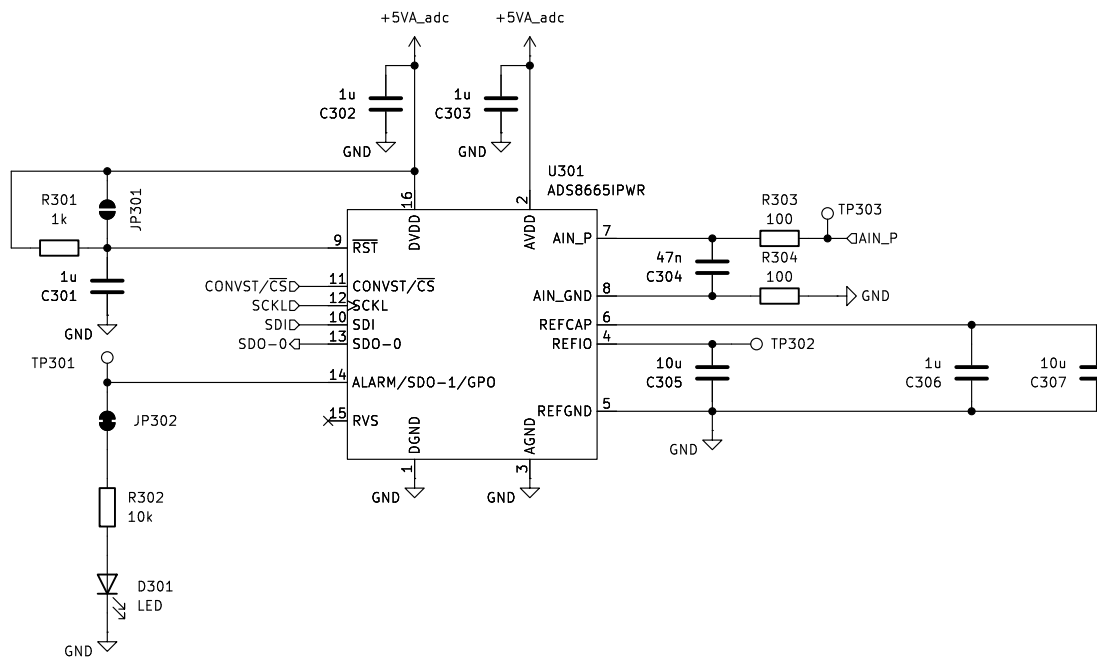 +5VA_adc
+5VA_adc
1u
C302
1u
C303
GND
GND
U301
ADS8665IPWR
R301
1k
JP301
16
DVDD
2
AVDD
R303
100
TP303
9
RST
AIN_P
7
AIN_P
1u
C301
47n
C304
R304
100
CONVST/CS
11
CONVST/CS
SCKL
12
SCKL
AIN_GND
8
GND
GND
SDI
10
SDI
REFCAP
6
SDO-0
13
SDO-0
REFIO
4
TP302
TP301
10u
C305
1u
C306
10u
C307
14
ALARM/SDO-1/GPO
JP302
15
RVS
REFGND
5
DGND
1
AGND
3
GND
GND
GND
R302
10k
D301
LED
GND